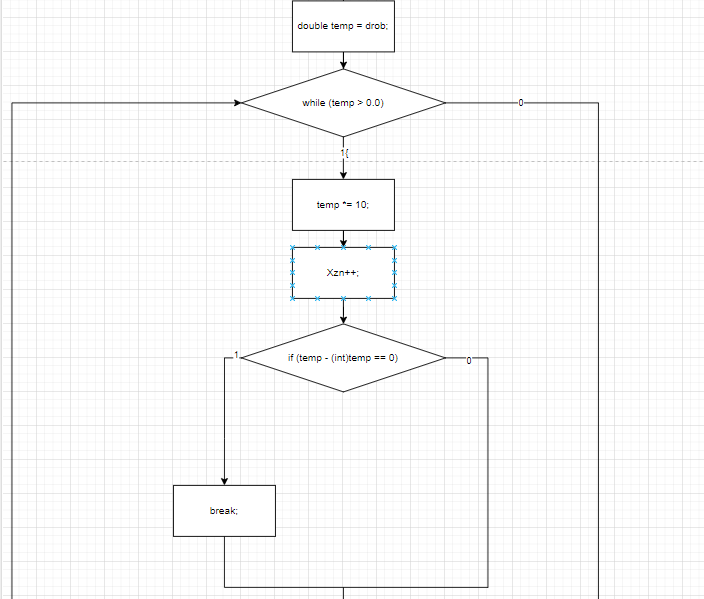 double temp = drob;
while (temp > 0.0)
0
1{
temp *= 10;
Xzn++;
if (temp - (int)temp == 0)
1
0
break;